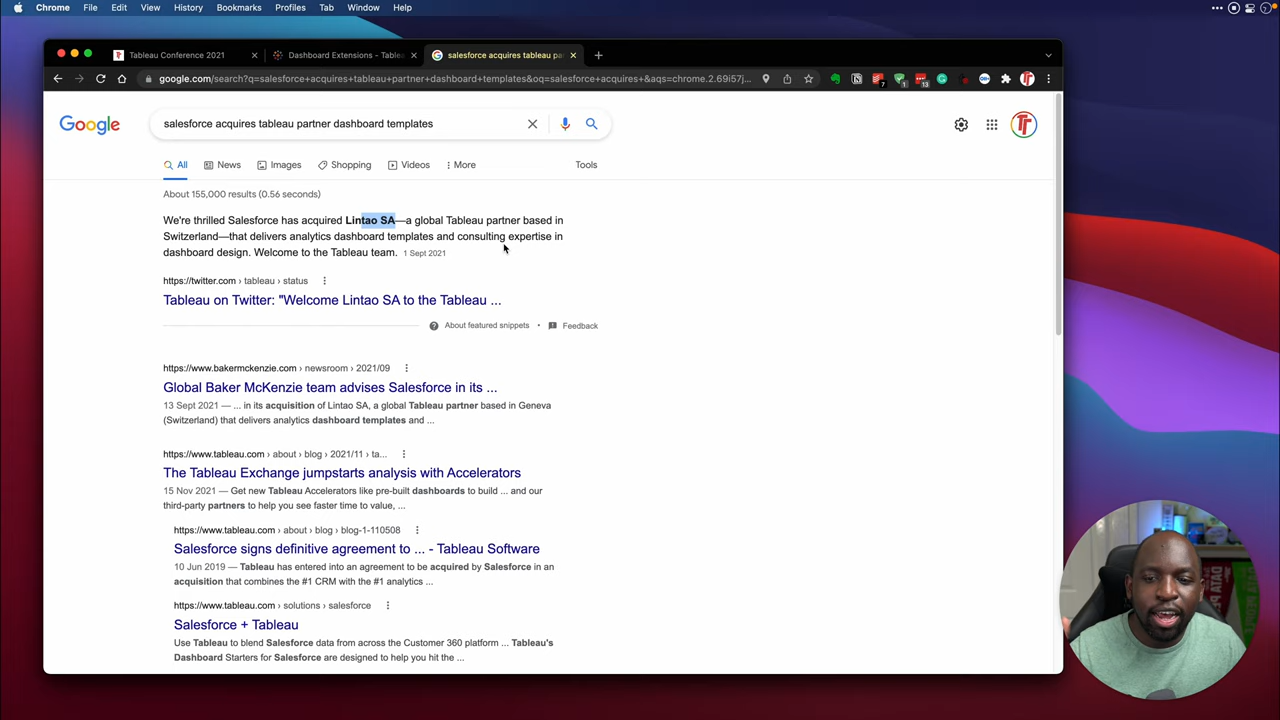 Chrome File Edit View History Bookmarks Profiles Tab Window Help
Tableau Conference 2021
Dashboard Extensions - Table
salesforce acquires tableau pa
google.com/search?q=salesforce+acquires+tableau+partner+dashboard+templates&oq=salesforce+acquires+&aqs=chrome.2.69i57j...
7 1 13
Google
salesforce acquires tableau partner dashboard templates
TT
All News Images Shopping Videos More Tools
About 155,000 results (0.56 seconds)
We're thrilled Salesforce has acquired Lintao SA—a global Tableau partner based in
Switzerland—that delivers analytics dashboard templates and consulting expertise in
dashboard design. Welcome to the Tableau team. 1 Sept 2021
https://twitter.com › tableau › status
Tableau on Twitter: "Welcome Lintao SA to the Tableau ...
About featured snippets • Feedback
https://www.bakermckenzie.com › newsroom › 2021/09
Global Baker McKenzie team advises Salesforce in its ...
13 Sept 2021 — ... in its acquisition of Lintao SA, a global Tableau partner based in Geneva
(Switzerland) that delivers analytics dashboard templates and ...
https://www.tableau.com › about › blog › 2021/11 › ta...
The Tableau Exchange jumpstarts analysis with Accelerators
15 Nov 2021 — Get new Tableau Accelerators like pre-built dashboards to build ... and our
third-party partners to help you see faster time to value, ...
https://www.tableau.com › about › blog › blog-1-110508
Salesforce signs definitive agreement to ... - Tableau Software
10 Jun 2019 — Tableau has entered into an agreement to be acquired by Salesforce in an
acquisition that combines the #1 CRM with the #1 analytics ...
https://www.tableau.com › solutions › salesforce
Salesforce + Tableau
Use Tableau to blend Salesforce data from across the Customer 360 platform ... Tableau's
Dashboard Starters for Salesforce are designed to help you hit the ...